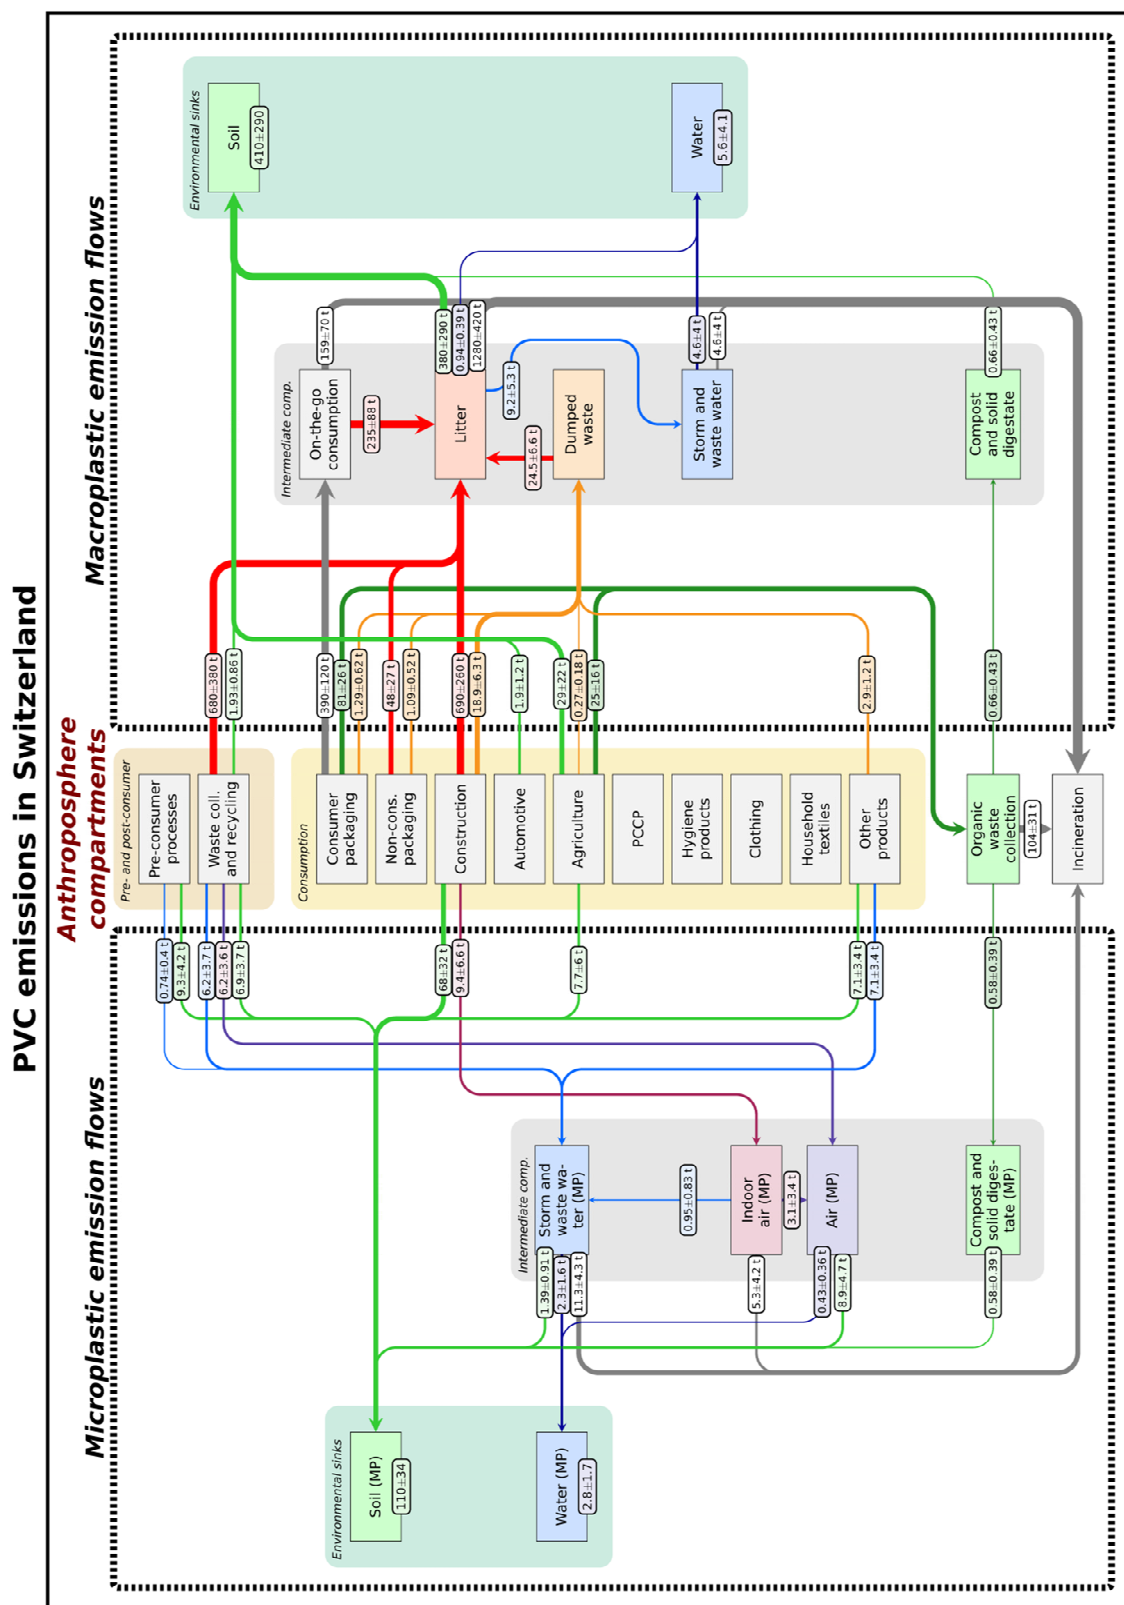 PVC emissions in Switzerland
Microplastic emission flows
Anthroposphere
compartments
Macroplastic emission flows
Environmental sinks
Soil (MP)
110±34
Water (MP)
2.8±1.7
Intermediate comp.
Storm and
waste wa-
ter (MP)
Indoor
air (MP)
Air (MP)
Compost and
solid diges-
tate (MP)
1.39±0.91 t
2.3±1.6 t
11.3±4.3 t
5.3±4.2 t
0.43±0.36 t
8.9±4.7 t
0.58±0.39 t
0.95±0.83 t
3.1±3.4 t
0.74±0.4 t
9.3±4.2 t
6.2±3.7 t
6.2±3.6 t
6.9±3.7 t
68±32 t
9.4±6.6 t
7.7±6 t
7.1±3.4 t
7.1±3.4 t
0.58±0.39 t
Pre- and post-consumer
Pre-consumer
processes
Waste coll.
and recycling
Consumption
Consumer
packaging
Non-cons.
packaging
Construction
Automotive
Agriculture
PCCP
Hygiene
products
Clothing
Household
textiles
Other
products
Organic
waste
collection
104±31 t
Incineration
680±380 t
1.93±0.86 t
390±120 t
81±26 t
1.29±0.62 t
48±27 t
1.09±0.52 t
690±260 t
18.9±6.3 t
1.9±1.2 t
29±22 t
0.27±0.18 t
25±16 t
2.9±1.2 t
0.66±0.43 t
Intermediate comp.
On-the-go
consumption
Litter
Dumped
waste
Storm and
waste water
Compost
and solid
digestate
235±88 t
24.5±6.6 t
9.2±5.3 t
159±70 t
380±290 t
0.94±0.39 t
1280±420 t
4.6±4 t
4.6±4 t
0.66±0.43 t
Environmental sinks
Soil
410±290
Water
5.6±4.1